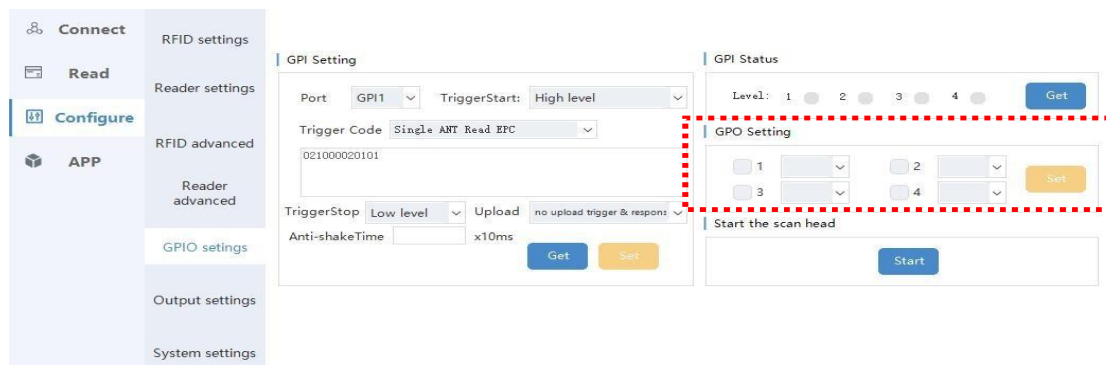 Connect
Read
Configure
APP
RFID settings
Reader settings
RFID advanced
Reader
advanced
GPIO setings
Output settings
System settings
GPI Setting
Port GPI1 TriggerStart: High level
Trigger Code Single ANT Read EPC
021000020101
TriggerStop Low level Upload no upload trigger & respons
Anti-shakeTime x10ms
Get Set
GPI Status
Level: 1 2 3 4 Get
GPO Setting
1 2
3 4
Set
Start the scan head
Start